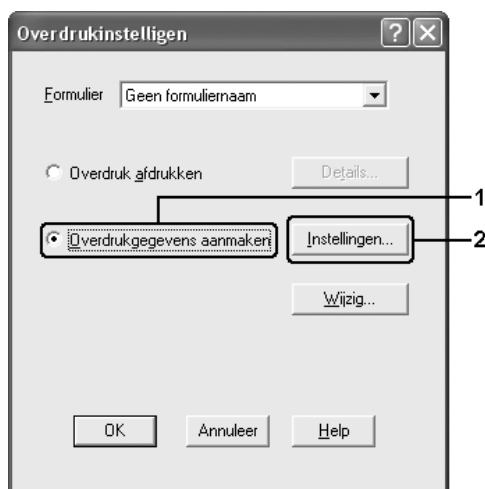 Overdrukinstelligen
Formulier Geen formuliernaam
Overdruk afdrukken Details...
1
Overdrukgegevens aanmaken Instellingen...
2
Wijzig...
OK Annuleer Help